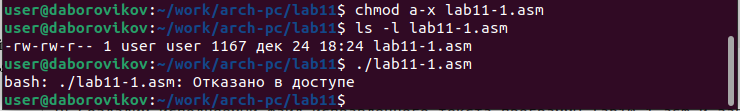 user@daborovikov:~/work/arch-pc/lab11$ chmod a-x lab11-1.asm
user@daborovikov:~/work/arch-pc/lab11$ ls -l lab11-1.asm
-rw-rw-r-- 1 user user 1167 дек 24 18:24 lab11-1.asm
user@daborovikov:~/work/arch-pc/lab11$ ./lab11-1.asm
bash: ./lab11-1.asm: Отказано в доступе
user@daborovikov:~/work/arch-pc/lab11$